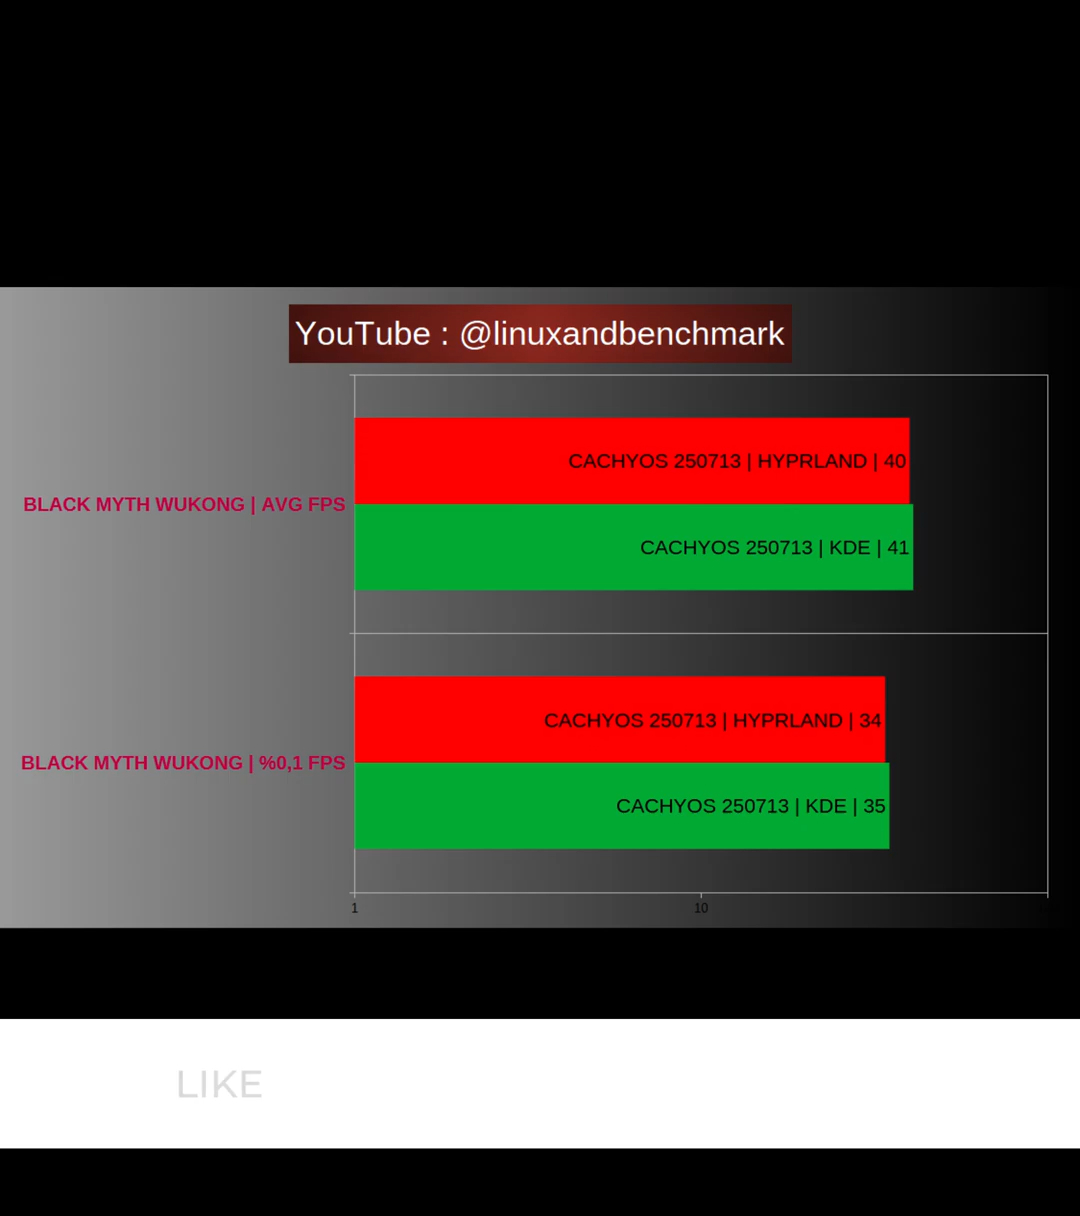 YouTube : @linuxandbenchmark
CACHYOS 250713 | HYPRLAND | 40
BLACK MYTH WUKONG | AVG FPS
CACHYOS 250713 | KDE | 41
CACHYOS 250713 | HYPRLAND | 34
BLACK MYTH WUKONG | %0,1 FPS
CACHYOS 250713 | KDE | 35
1 10
LIKE